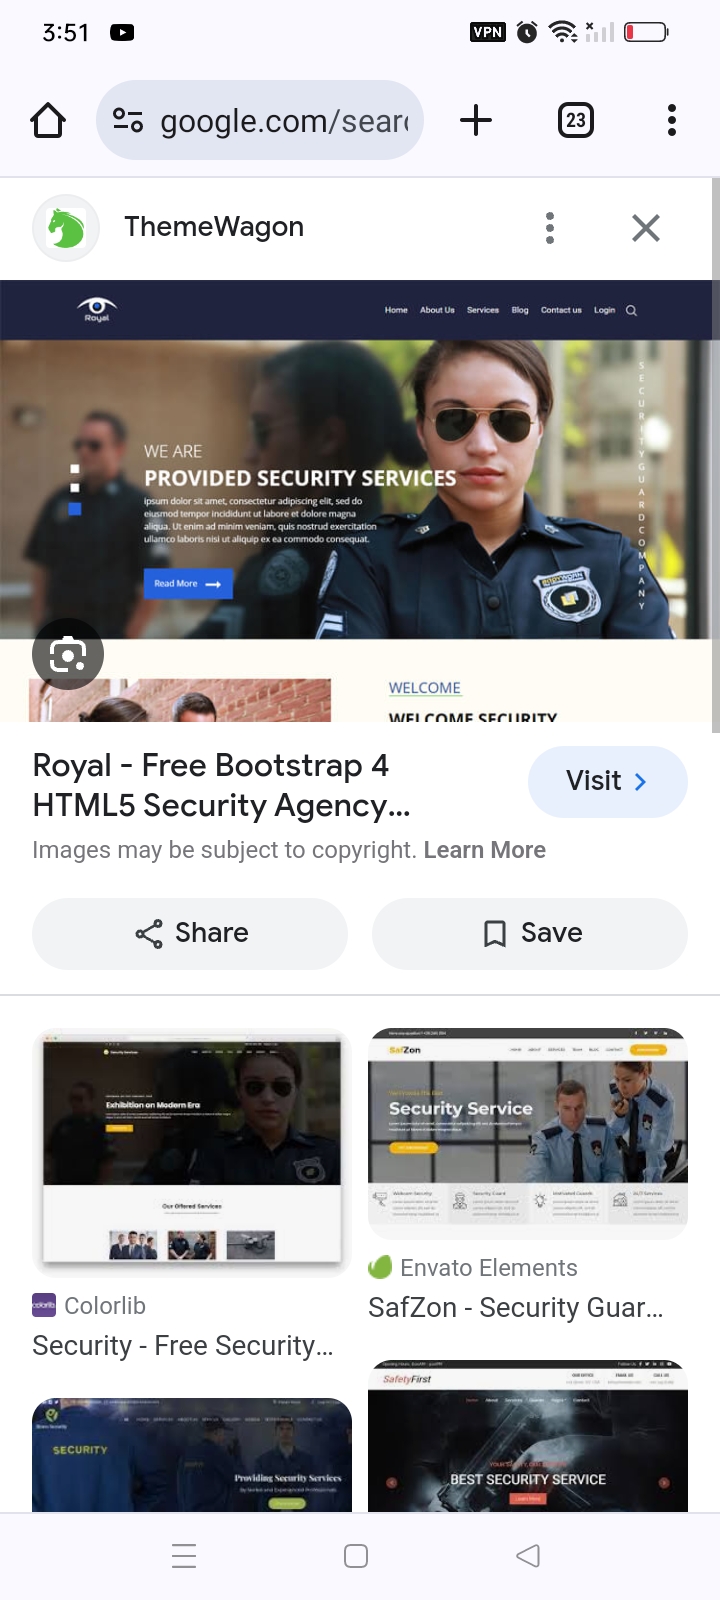 3:51
VPN
google.com/sear
23
ThemeWagon
Royal
Home About Us Services Blog Contact us Login
SECURITY GUARD COMPANY
WE ARE
PROVIDED SECURITY SERVICES
ipsum dolor sit amet, consectetur adipiscing elit, sed do
eiusmod tempor incididunt ut labore et dolore magna
aliqua. Ut enim ad minim veniam, quis nostrud exercitation
ullamco laboris nisi ut aliquip ex ea commodo consequat.
Read More
WELCOME
WELCOME SECURITY
Royal - Free Bootstrap 4
HTML5 Security Agency...
Visit
Images may be subject to copyright. Learn More
Share
Save
Exhibition on Modern Era
Our Offered Services
Colorlib
Security - Free Security...
SafZon
Security Service
Envato Elements
SafZon - Security Guar...
SECURITY
Providing Security Services
SafetyFirst
BEST SECURITY SERVICE